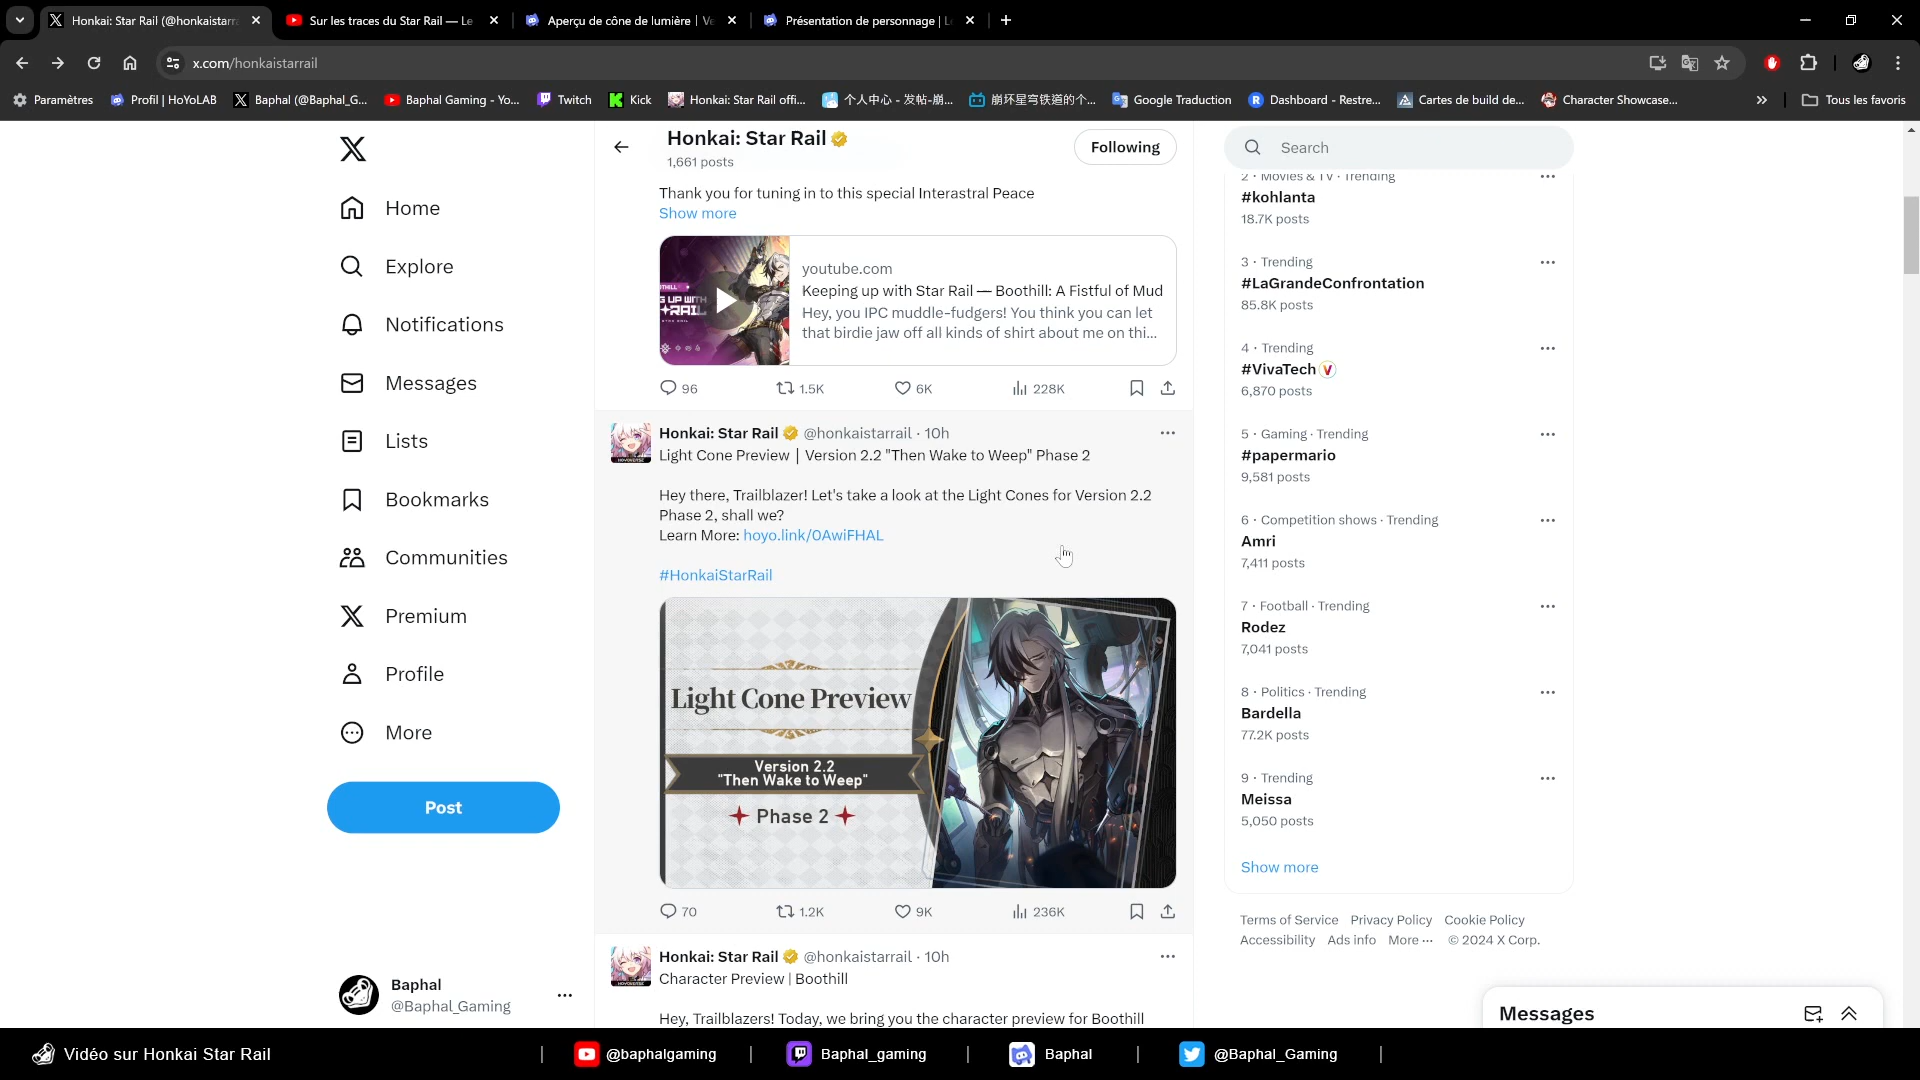 Honkai: Star Rail (@honkaistarr
Sur les traces du Star Rail — Le
Aperçu de cône de lumière | Ve
Présentation de personnage | L
x.com/honkaistarrail
Paramètres
Profil | HoYoLAB
Baphal (@Baphal_G...
Baphal Gaming - Yo...
Twitch
Kick
Honkai: Star Rail offi...
个人中心 - 发帖-崩...
崩坏星穹铁道的个...
Google Traduction
Dashboard - Restre...
Cartes de build de...
Character Showcase...
Tous les favoris
Home
Explore
Notifications
Messages
Lists
Bookmarks
Communities
Premium
Profile
More
Post
Baphal
@Baphal_Gaming
Honkai: Star Rail
1,661 posts
Following
Thank you for tuning in to this special Interastral Peace
Show more
youtube.com
Keeping up with Star Rail — Boothill: A Fistful of Mud
Hey, you IPC muddle-fudgers! You think you can let
that birdie jaw off all kinds of shirt about me on thi...
96 1.5K 6K 228K
Honkai: Star Rail @honkaistarrail · 10h
Light Cone Preview | Version 2.2 "Then Wake to Weep" Phase 2
Hey there, Trailblazer! Let's take a look at the Light Cones for Version 2.2
Phase 2, shall we?
Learn More: hoyo.link/0AwiFHAL
#HonkaiStarRail
Light Cone Preview
Version 2.2
"Then Wake to Weep"
Phase 2
70 1.2K 9K 236K
Honkai: Star Rail @honkaistarrail · 10h
Character Preview | Boothill
Hey, Trailblazers! Today, we bring you the character preview for Boothill
Search
2 · Movies & TV · Trending
#kohlanta
18.7K posts
3 · Trending
#LaGrandeConfrontation
85.8K posts
4 · Trending
#VivaTech
6,870 posts
5 · Gaming · Trending
#papermario
9,581 posts
6 · Competition shows · Trending
Amri
7,411 posts
7 · Football · Trending
Rodez
7,041 posts
8 · Politics · Trending
Bardella
77.2K posts
9 · Trending
Meissa
5,050 posts
Show more
Terms of Service Privacy Policy Cookie Policy
Accessibility Ads info More ··· © 2024 X Corp.
Messages
Vidéo sur Honkai Star Rail | @baphalgaming | Baphal_gaming | Baphal | @Baphal_Gaming |